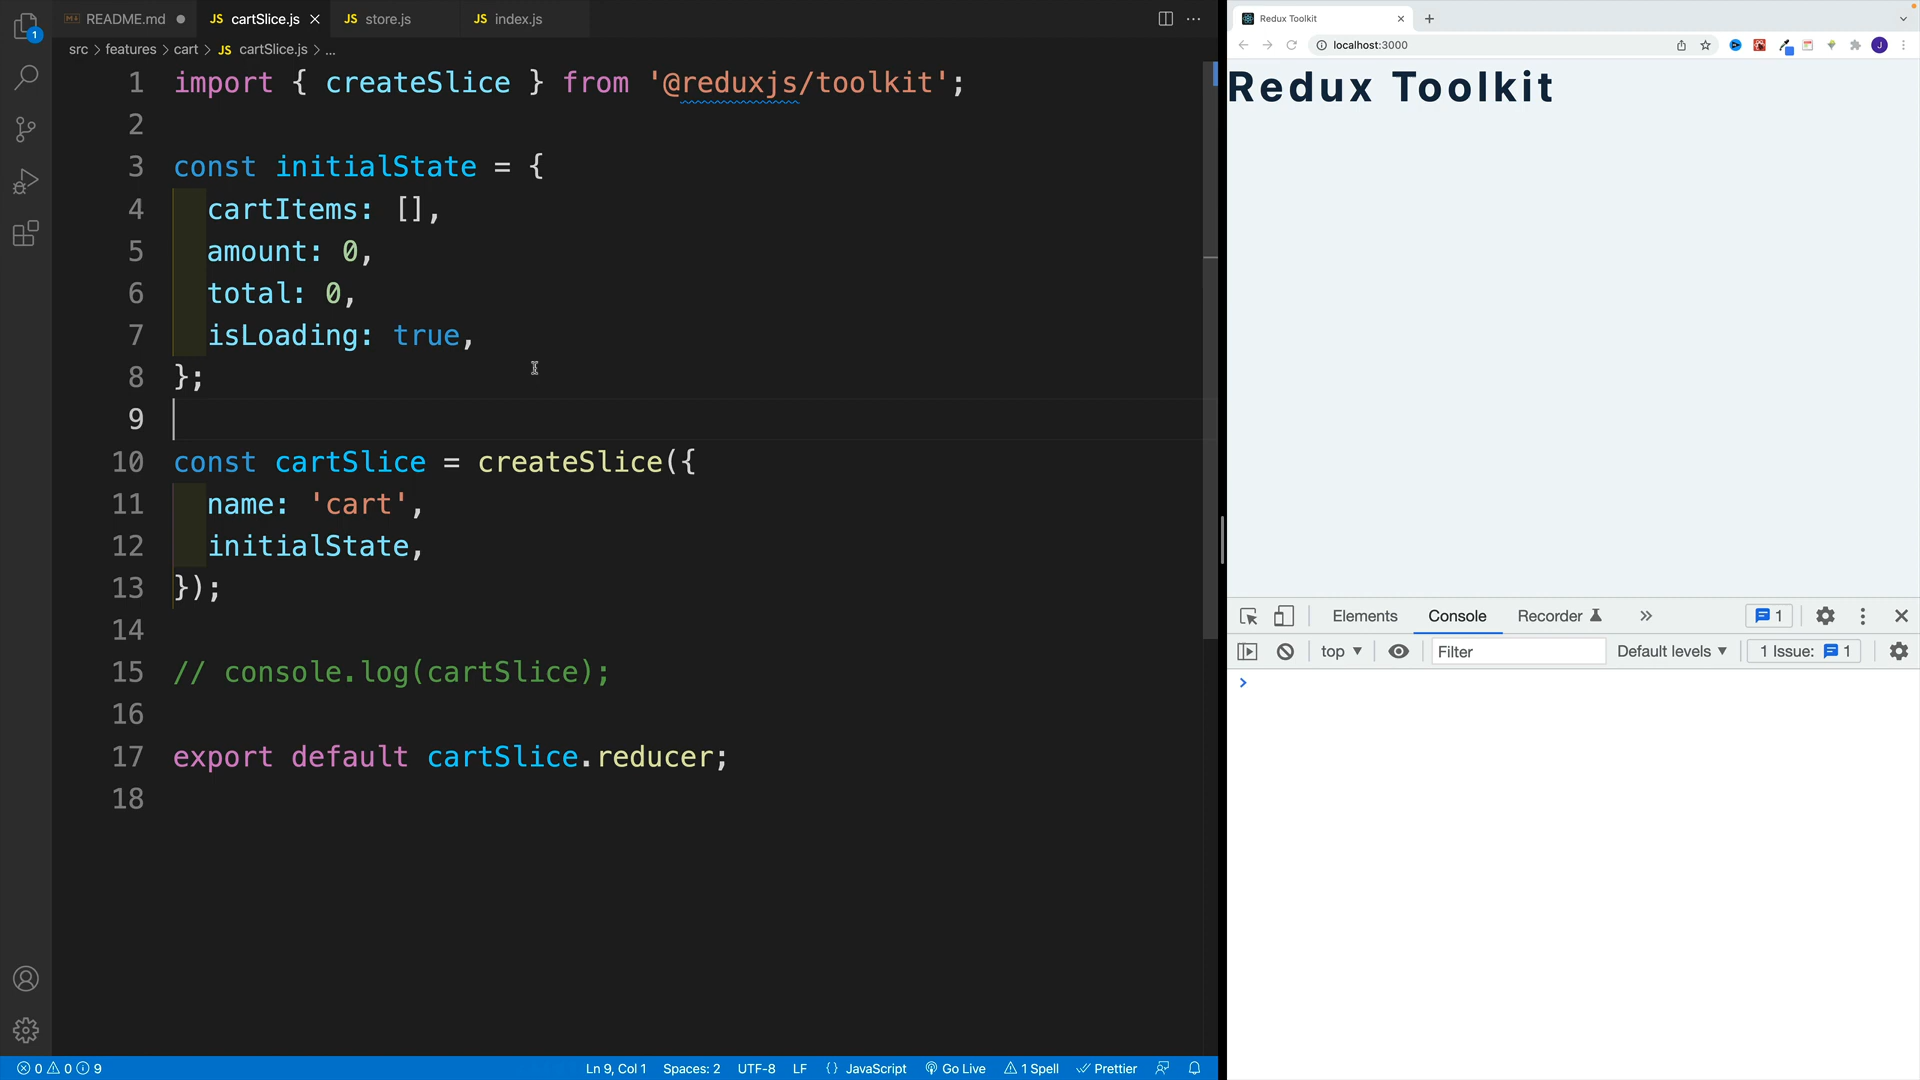 README.md
cartSlice.js
store.js
index.js
src > features > cart > JS cartSlice.js > ...
1 import { createSlice } from '@reduxjs/toolkit';
2
3 const initialState = {
4 cartItems: [],
5 amount: 0,
6 total: 0,
7 isLoading: true,
8 };
9
10 const cartSlice = createSlice({
11 name: 'cart',
12 initialState,
13 });
14
15 // console.log(cartSlice);
16
17 export default cartSlice.reducer;
18
1
0 0 9
Ln 9, Col 1 Spaces: 2 UTF-8 LF {} JavaScript Go Live 1 Spell Prettier
Redux Toolkit
localhost:3000
J
Redux Toolkit
Elements Console Recorder 1
top Filter Default levels 1 Issue: 1